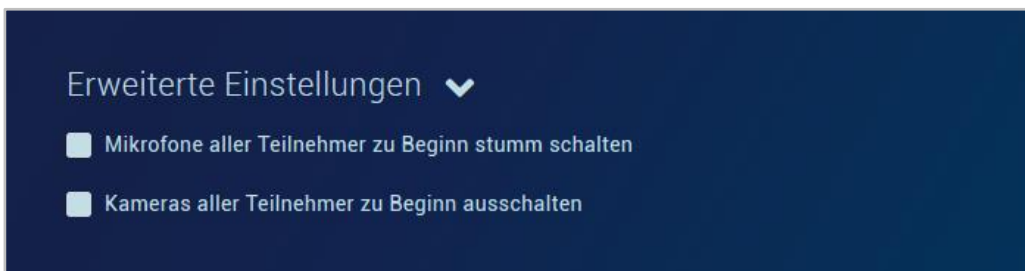 Erweiterte Einstellungen
Mikrofone aller Teilnehmer zu Beginn stumm schalten
Kameras aller Teilnehmer zu Beginn ausschalten